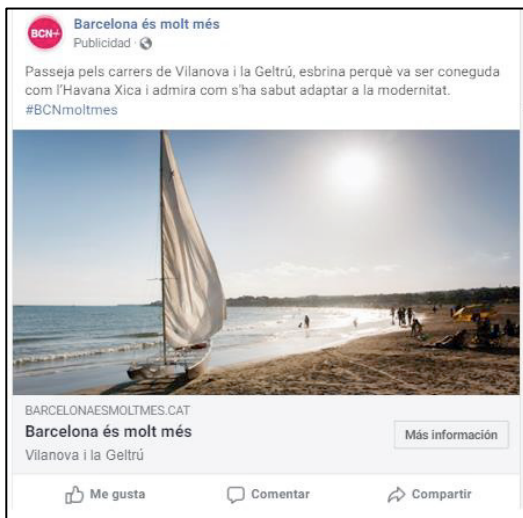 BCN+
Barcelona és molt més
Publicidad ·
Passeja pels carrers de Vilanova i la Geltrú, esbrina perquè va ser coneguda
com l'Havana Xica i admira com s'ha sabut adaptar a la modernitat.
#BCNmoltmes
BARCELONAESMOLTMES.CAT
Barcelona és molt més
Más información
Vilanova i la Geltrú
Me gusta
Comentar
Compartir